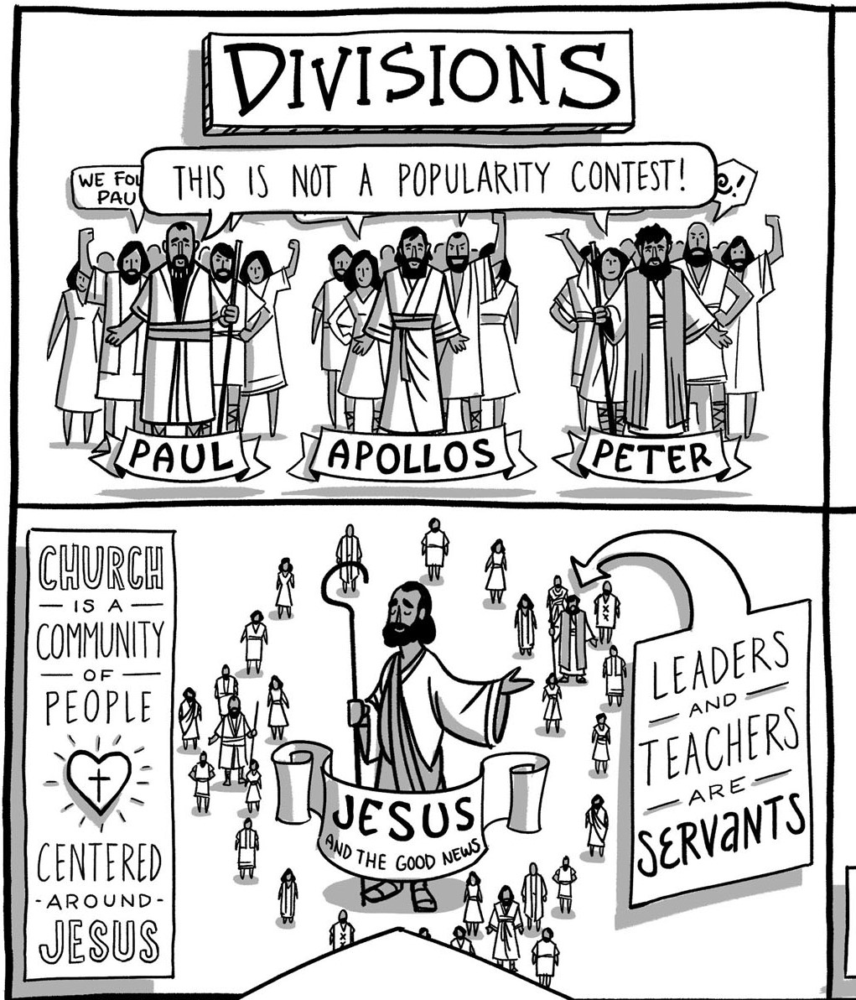 DIVISIONS
WE FOL
PAU
THIS IS NOT A POPULARITY CONTEST!
PAUL
APOLLOS
PETER
CHURCH
IS A
COMMUNITY
OF
PEOPLE
CENTERED
-AROUND-
JESUS
JESUS
AND THE GOOD NEWS
LEADERS
AND
TEACHERS
ARE
SERVANTS